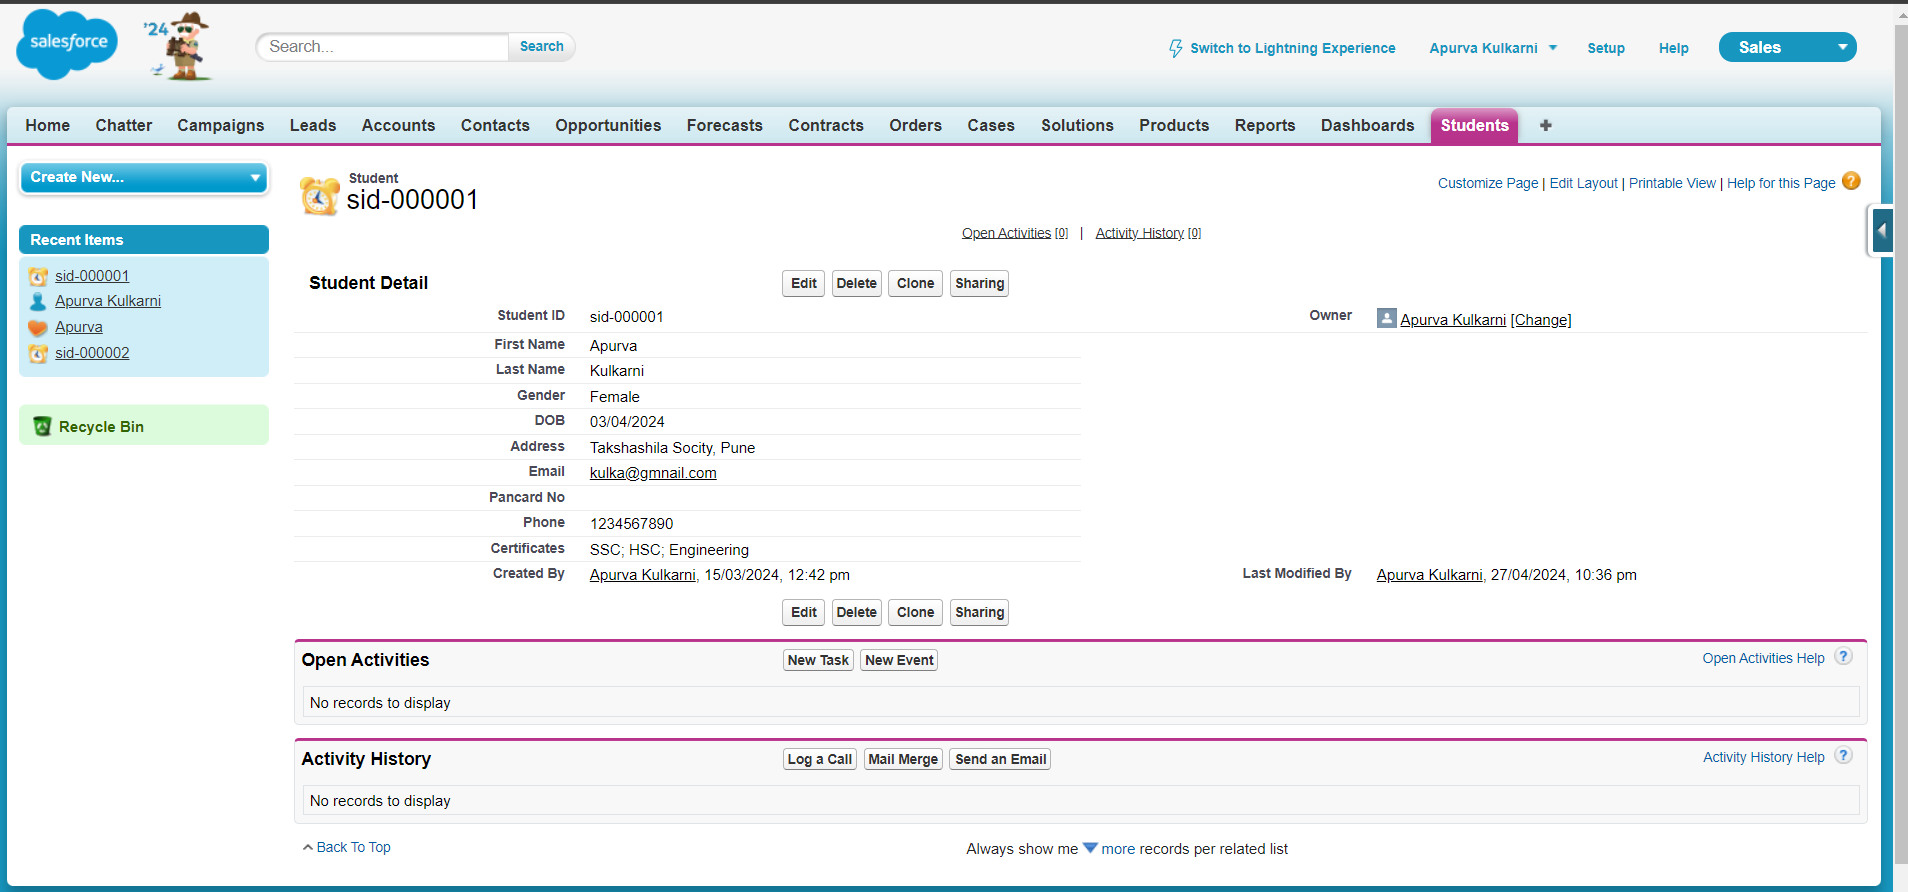 salesforce
'24
Search...
Search
Switch to Lightning Experience
Apurva Kulkarni
Setup
Help
Sales
Home Chatter Campaigns Leads Accounts Contacts Opportunities Forecasts Contracts Orders Cases Solutions Products Reports Dashboards Students +
Create New...
Recent Items
sid-000001
Apurva Kulkarni
Apurva
sid-000002
Recycle Bin
Student
sid-000001
Customize Page | Edit Layout | Printable View | Help for this Page ?
Open Activities [0] | Activity History [0]
Student Detail
Edit Delete Clone Sharing
Student ID sid-000001
Owner Apurva Kulkarni [Change]
First Name Apurva
Last Name Kulkarni
Gender Female
DOB 03/04/2024
Address Takshashila Socity, Pune
Email kulka@gmnail.com
Pancard No
Phone 1234567890
Certificates SSC; HSC; Engineering
Created By Apurva Kulkarni, 15/03/2024, 12:42 pm
Last Modified By Apurva Kulkarni, 27/04/2024, 10:36 pm
Edit Delete Clone Sharing
Open Activities
New Task New Event
Open Activities Help ?
No records to display
Activity History
Log a Call Mail Merge Send an Email
Activity History Help ?
No records to display
Back To Top
Always show me more records per related list